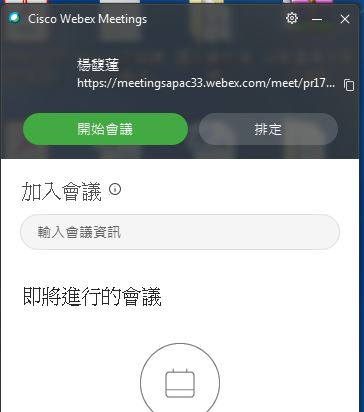 Cisco Webex Meetings
楊馥蓮
https://meetingsapac33.webex.com/meet/pr17...
開始會議
排定
加入會議
輸入會議資訊
即將進行的會議